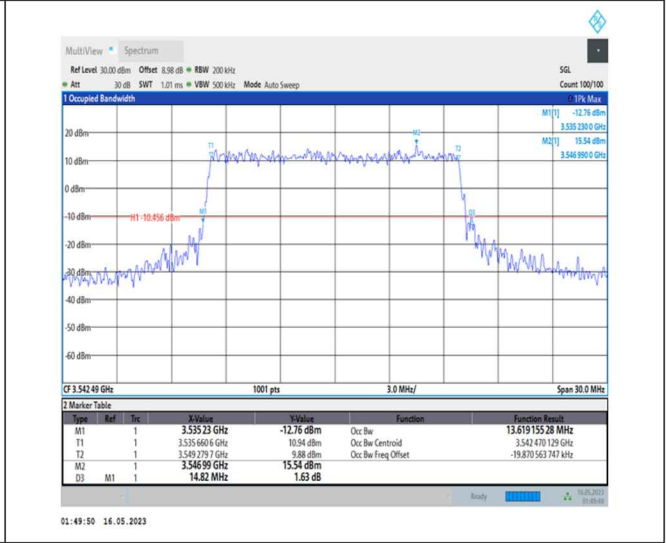 MultiView Spectrum
Ref Level 30.00 dBm Offset 8.98 dB RBW 200 kHz SGL
Att 30 dB SWT 1.01 ms VBW 500 kHz Mode Auto Sweep Count 100/100
1 Occupied Bandwidth 1Pk Max
M1[1] -12.76 dBm
3.535 230 0 GHz
M2[1] 15.54 dBm
3.546 990 0 GHz
20 dBm
M2
T1
T2
10 dBm
0 dBm
M1
D3
-10 dBm
H1 -10.456 dBm
-20 dBm
-30 dBm
-40 dBm
-50 dBm
-60 dBm
CF 3.542 49 GHz 1001 pts 3.0 MHz/ Span 30.0 MHz
2 Marker Table
Type Ref Trc X-Value Y-Value Function Function Result
M1 1 3.535 23 GHz -12.76 dBm Occ Bw 13.619 155 28 MHz
T1 1 3.535 660 6 GHz 10.94 dBm Occ Bw Centroid 3.542 470 129 GHz
T2 1 3.549 279 7 GHz 9.88 dBm Occ Bw Freq Offset -19.870 563 747 kHz
M2 1 3.546 99 GHz 15.54 dBm
D3 M1 1 14.82 MHz 1.63 dB
Ready 16.05.2023
01:49:49
01:49:50 16.05.2023